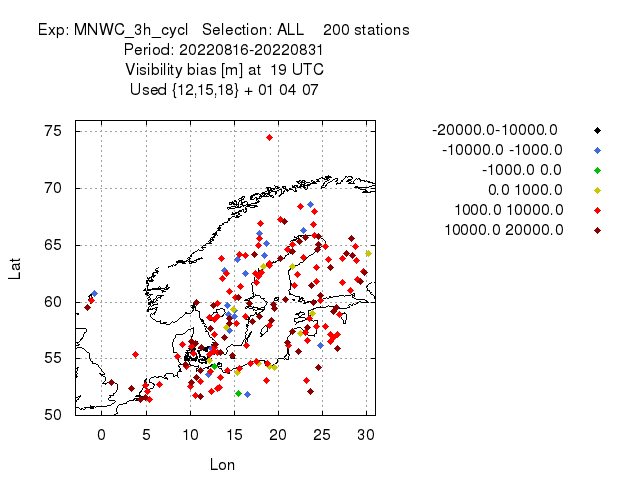 Exp: MNWC_3h_cycl   Selection: ALL    200 stations
Period: 20220816-20220831
Visibility bias [m] at  19 UTC
Used {12,15,18} + 01 04 07
-20000.0-10000.0
-10000.0 -1000.0
-1000.0 0.0
0.0 1000.0
1000.0 10000.0
10000.0 20000.0
75
70
65
60
55
50
Lat
0 5 10 15 20 25 30
Lon